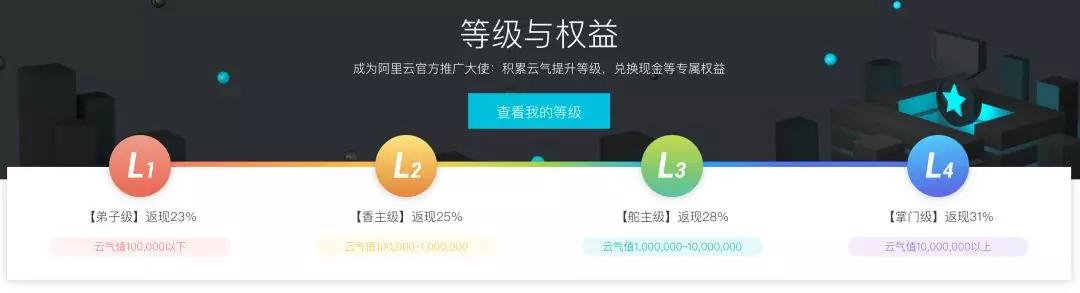 等级与权益
成为阿里云官方推广大使：积累云气提升等级，兑换现金等专属权益
查看我的等级
L1
L2
L3
L4
【弟子级】返现23%
【香主级】返现25%
【舵主级】返现28%
【掌门级】返现31%
云气值100,000以下
云气值100,000-1,000,000
云气值1,000,000-10,000,000
云气值10,000,000以上